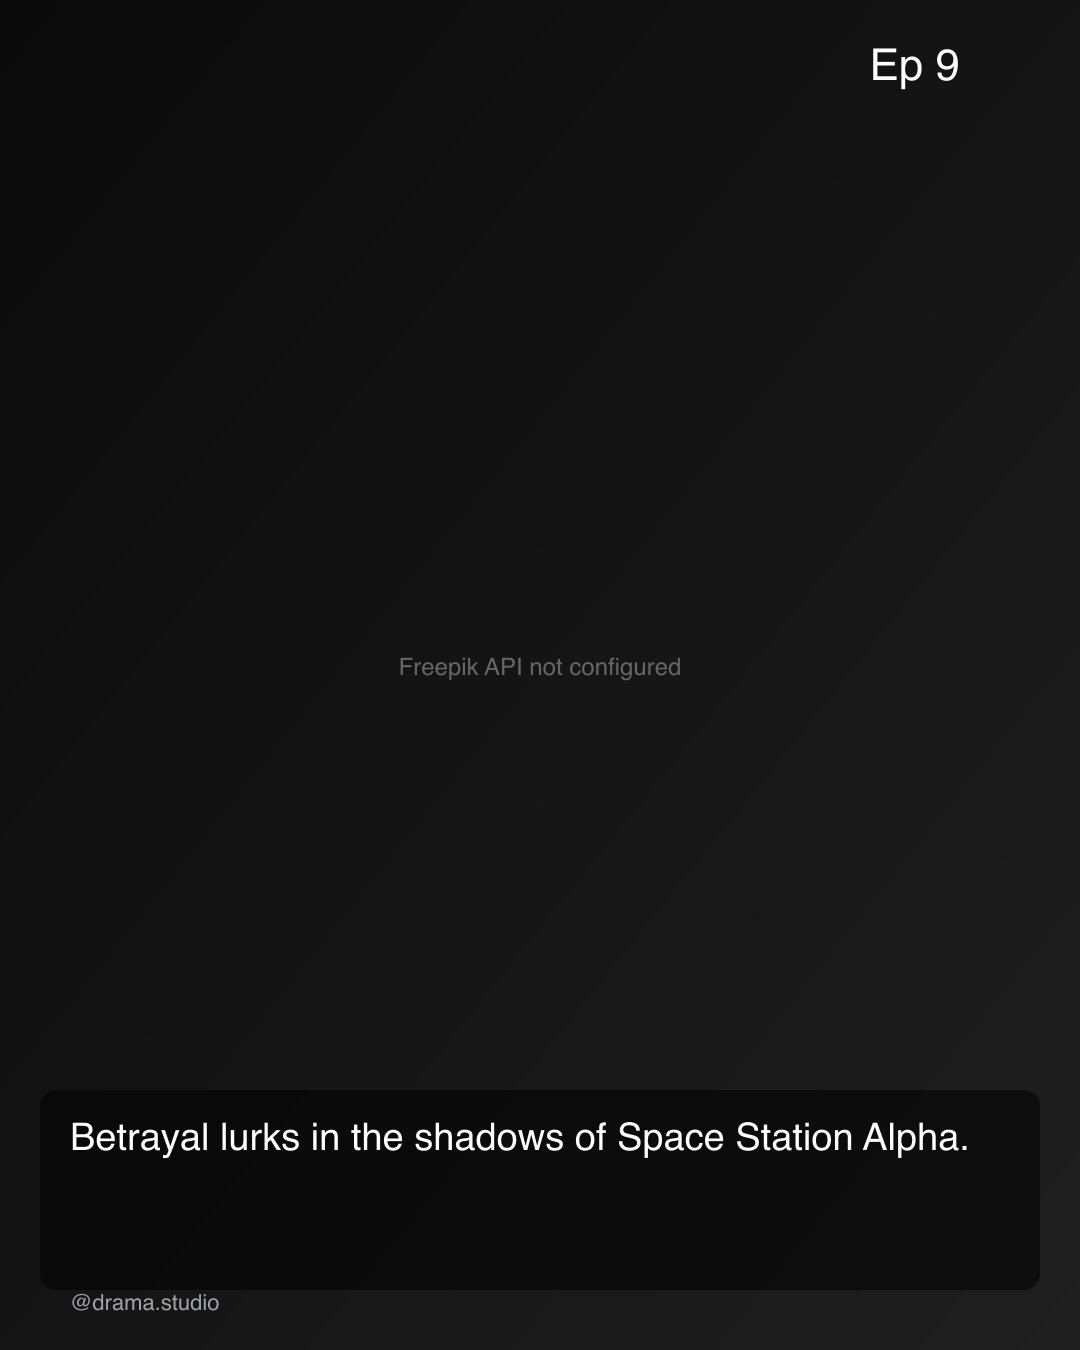 Ep 9
Freepik API not configured
Betrayal lurks in the shadows of Space Station Alpha.
@drama.studio